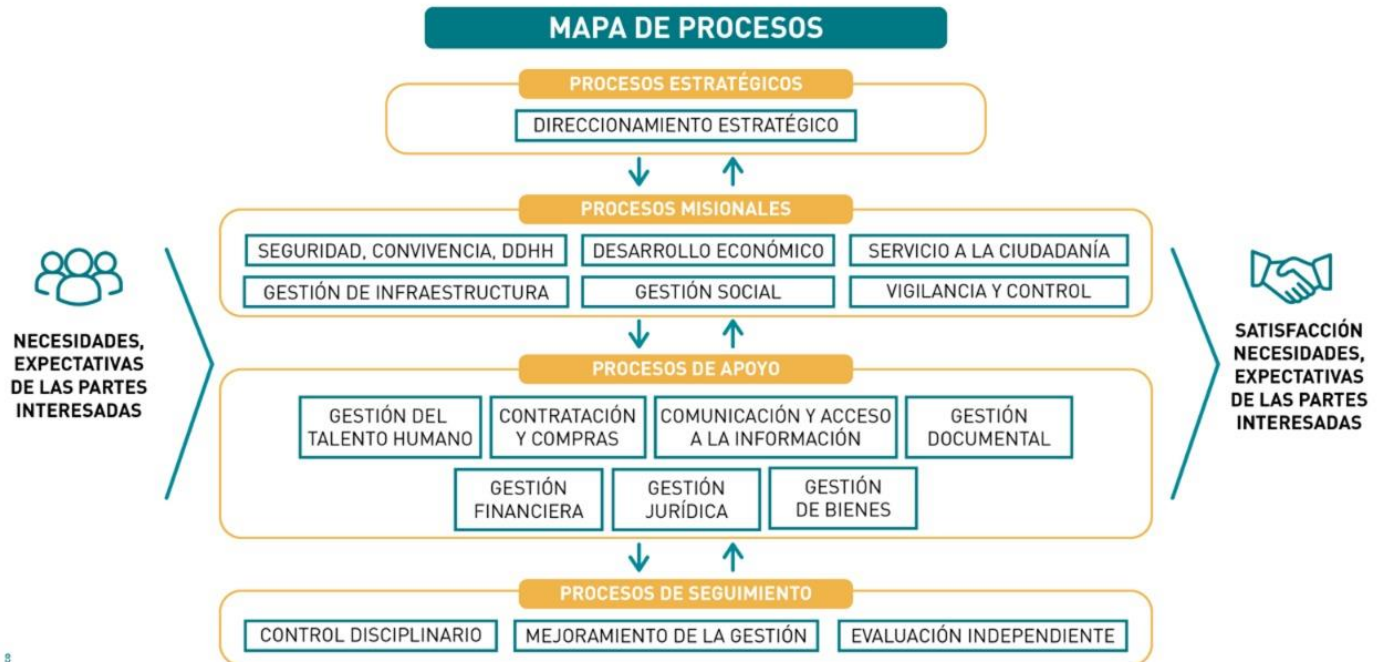 MAPA DE PROCESOS
PROCESOS ESTRATÉGICOS
DIRECCIONAMIENTO ESTRATÉGICO
PROCESOS MISIONALES
SEGURIDAD, CONVIVENCIA, DDHH
DESARROLLO ECONÓMICO
SERVICIO A LA CIUDADANÍA
GESTIÓN DE INFRAESTRUCTURA
GESTIÓN SOCIAL
VIGILANCIA Y CONTROL
NECESIDADES,
EXPECTATIVAS
DE LAS PARTES
INTERESADAS
SATISFACCIÓN
NECESIDADES,
EXPECTATIVAS
DE LAS PARTES
INTERESADAS
PROCESOS DE APOYO
GESTIÓN DEL
TALENTO HUMANO
CONTRATACIÓN
Y COMPRAS
COMUNICACIÓN Y ACCESO
A LA INFORMACIÓN
GESTIÓN
DOCUMENTAL
GESTIÓN
FINANCIERA
GESTIÓN
JURÍDICA
GESTIÓN
DE BIENES
PROCESOS DE SEGUIMIENTO
CONTROL DISCIPLINARIO
MEJORAMIENTO DE LA GESTIÓN
EVALUACIÓN INDEPENDIENTE